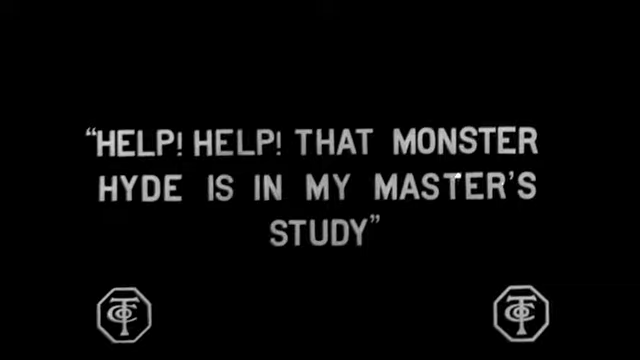 “HELP! HELP! THAT MONSTER
HYDE IS IN MY MASTER’S
STUDY”